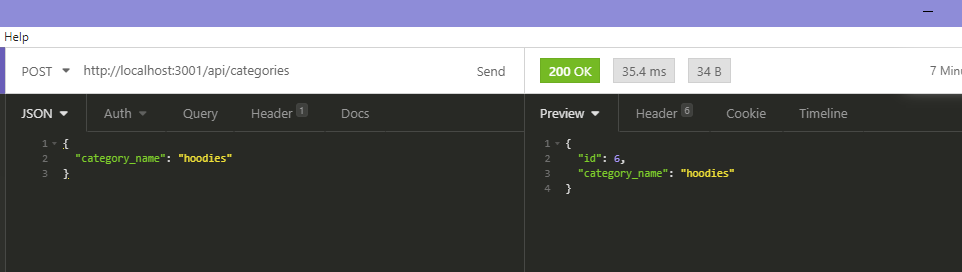 Help
POST http://localhost:3001/api/categories Send 200 OK 35.4 ms 34 B 7 Minu
JSON Auth Query Header 1 Docs Preview Header 6 Cookie Timeline
1 {
2 "category_name": "hoodies"
3 }
1 {
2 "id": 6,
3 "category_name": "hoodies"
4 }